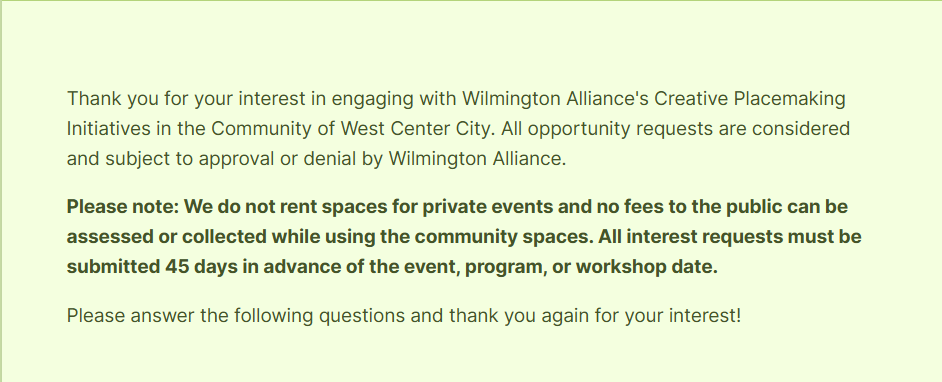 Thank you for your interest in engaging with Wilmington Alliance's Creative Placemaking
Initiatives in the Community of West Center City. All opportunity requests are considered
and subject to approval or denial by Wilmington Alliance.
Please note: We do not rent spaces for private events and no fees to the public can be
assessed or collected while using the community spaces. All interest requests must be
submitted 45 days in advance of the event, program, or workshop date.
Please answer the following questions and thank you again for your interest!